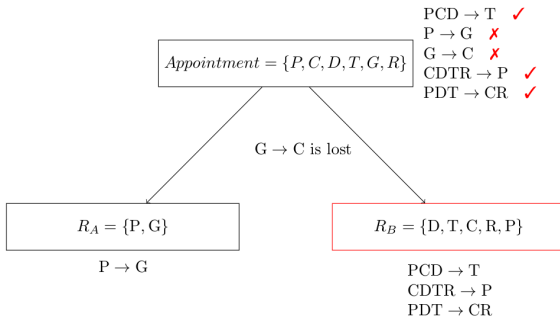 PCD → T ✓
P → G ✗
G → C ✗
CDTR → P ✓
PDT → CR ✓
Appointment = {P, C, D, T, G, R}
G → C is lost
R_A = {P, G}
R_B = {D, T, C, R, P}
P → G
PCD → T
CDTR → P
PDT → CR